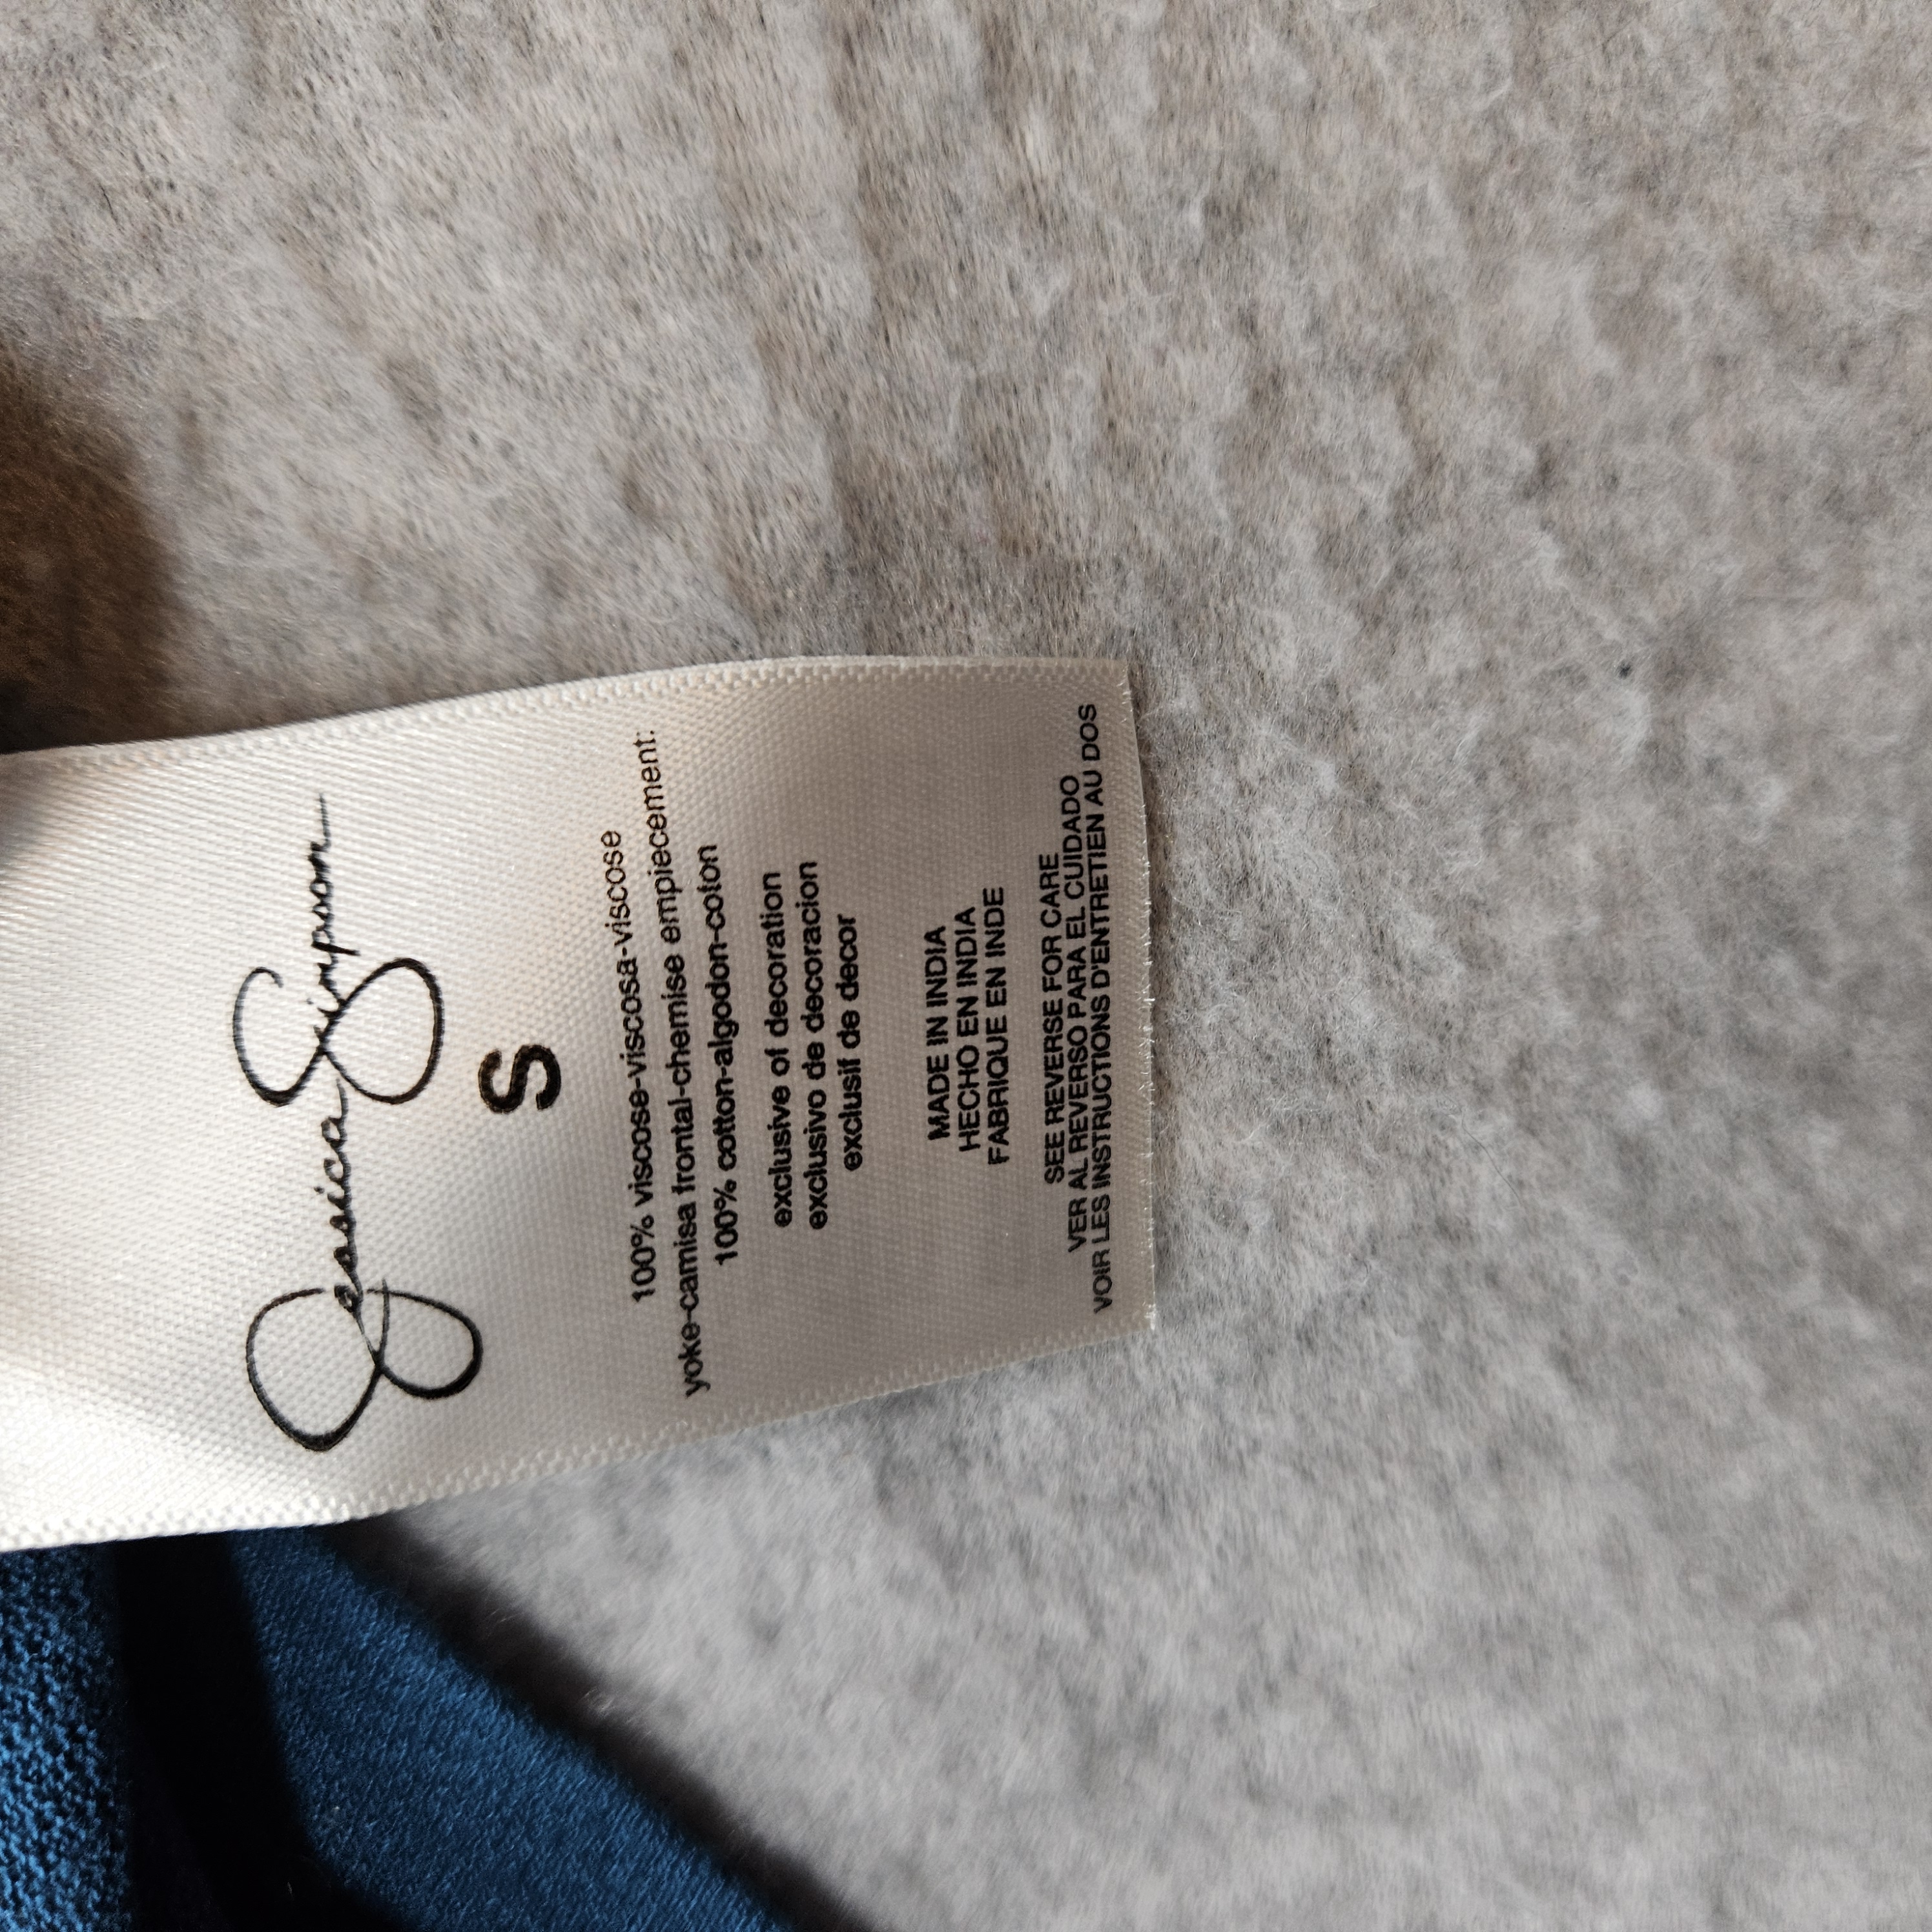 Jessica Simpson
S
100% viscose-viscosa-viscose
yoke-camisa frontal-chemise empiecement:
100% cotton-algodon-coton
exclusive of decoration
exclusivo de decoracion
exclusif de decor
MADE IN INDIA
HECHO EN INDIA
FABRIQUE EN INDE
SEE REVERSE FOR CARE
VER AL REVERSO PARA EL CUIDADO
VOIR LES INSTRUCTIONS D'ENTRETIEN AU DOS